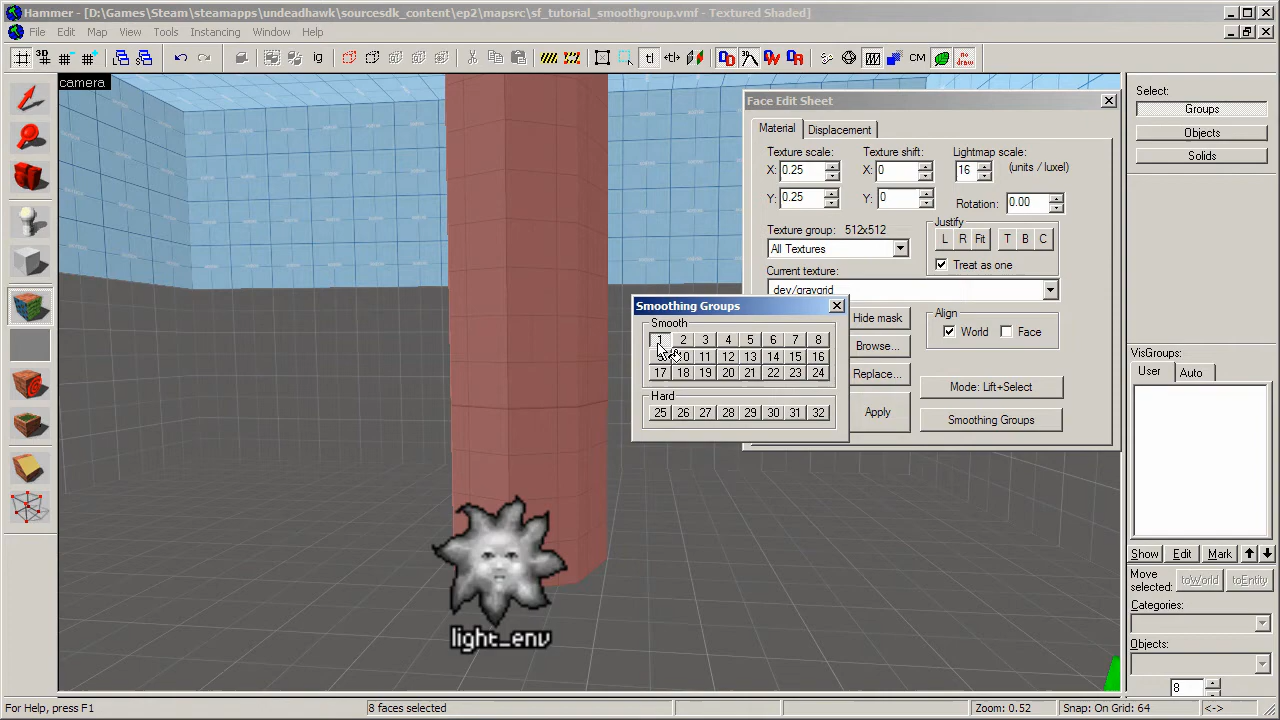 Hammer - [D:\Games\Steam\steamapps\undeadhawk\sourcesdk_content\ep2\mapsrc\sf_tutorial_smoothgroup.vmf - Textured Shaded]
File Edit Map View Tools Instancing Window Help
camera
Face Edit Sheet
Material Displacement
Texture scale: Texture shift: Lightmap scale:
X: 0.25 X: 0 16 (units / luxel)
Y: 0.25 Y: 0 Rotation: 0.00
Texture group: 512x512 Justify
All Textures L R Fit T B C
Current texture: Treat as one
dev/graygrid
Smoothing Groups
Smooth
1 2 3 4 5 6 7 8
10 11 12 13 14 15 16
17 18 19 20 21 22 23 24
Hard
25 26 27 28 29 30 31 32
Hide mask Align
World Face
Browse...
Replace... Mode: Lift+Select
Apply Smoothing Groups
Select:
Groups
Objects
Solids
VisGroups:
User Auto
Show Edit Mark
Move selected: toWorld toEntity
Categories:
Objects:
8
light_env
For Help, press F1 8 faces selected Zoom: 0.52 Snap: On Grid: 64 <->